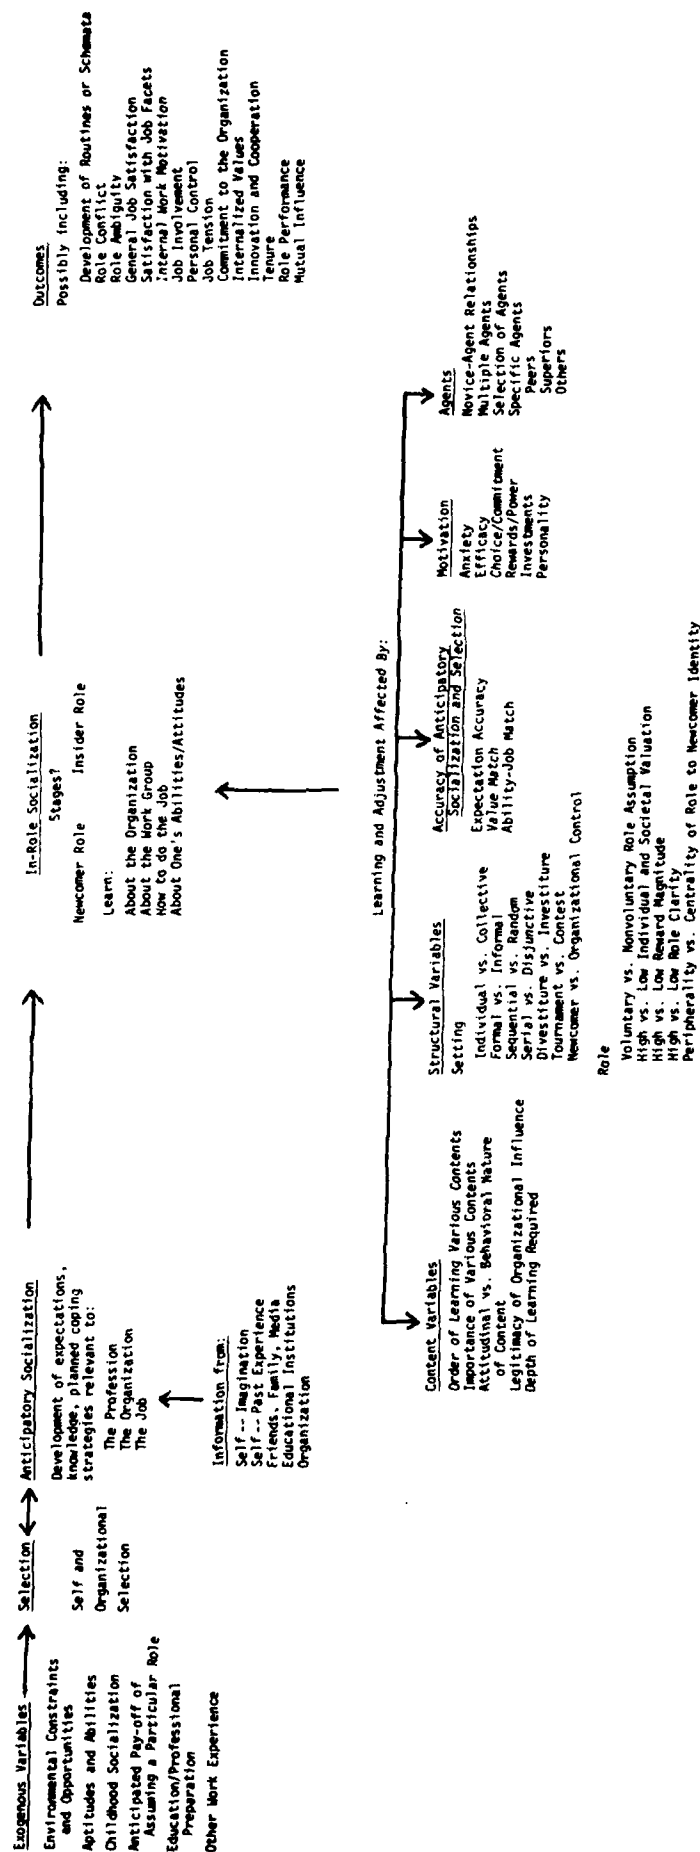 Exogenous Variables
Environmental Constraints
and Opportunities
Aptitudes and Abilities
Childhood Socialization
Anticipated Pay-off of
Assuming a Particular Role
Education/Professional
Preparation
Other Work Experience
Selection
Self and
Organizational
Selection
Anticipatory Socialization
Development of expectations,
knowledge, planned coping
strategies relevant to:
The Profession
The Organization
The Job
Information from:
Self -- Imagination
Self -- Past Experience
Friends, Family, Media
Educational Institutions
Organization
In-Role Socialization
Stages?
Newcomer Role Insider Role
Learn:
About the Organization
About the Work Group
How to do the Job
About One's Abilities/Attitudes
Outcomes
Possibly including:
Development of Routines or Schemata
Role Conflict
Role Ambiguity
General Job Satisfaction
Satisfaction with Job Facets
Internal Work Motivation
Job Involvement
Personal Control
Job Tension
Commitment to the Organization
Internalized Values
Innovation and Cooperation
Tenure
Role Performance
Mutual Influence
Learning and Adjustment Affected By:
Content Variables
Order of Learning Various Contents
Importance of Various Contents
Attitudinal vs. Behavioral Nature
of Content
Legitimacy of Organizational Influence
Depth of Learning Required
Structural Variables
Setting
Individual vs. Collective
Formal vs. Informal
Sequential vs. Random
Serial vs. Disjunctive
Divestiture vs. Investiture
Tournament vs. Contest
Newcomer vs. Organizational Control
Role
Voluntary vs. Nonvoluntary Role Assumption
High vs. Low Individual and Societal Valuation
High vs. Low Reward Magnitude
High vs. Low Role Clarity
Peripherality vs. Centrality of Role to Newcomer Identity
Accuracy of Anticipatory
Socialization and Selection
Expectation Accuracy
Value Match
Ability-Job Match
Motivation
Anxiety
Efficacy
Choice/Commitment
Rewards/Power
Investments
Personality
Agents
Novice-Agent Relationships
Multiple Agents
Selection of Agents
Specific Agents
Peers
Superiors
Others